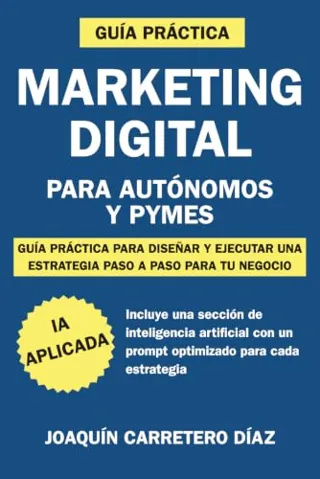 GUÍA PRÁCTICA
MARKETING
DIGITAL
PARA AUTÓNOMOS
Y PYMES
GUÍA PRÁCTICA PARA DISEÑAR Y EJECUTAR UNA
ESTRATEGIA PASO A PASO PARA TU NEGOCIO
IA
APLICADA
Incluye una sección de
inteligencia artificial con un
prompt optimizado para cada
estrategia
JOAQUÍN CARRETERO DÍAZ